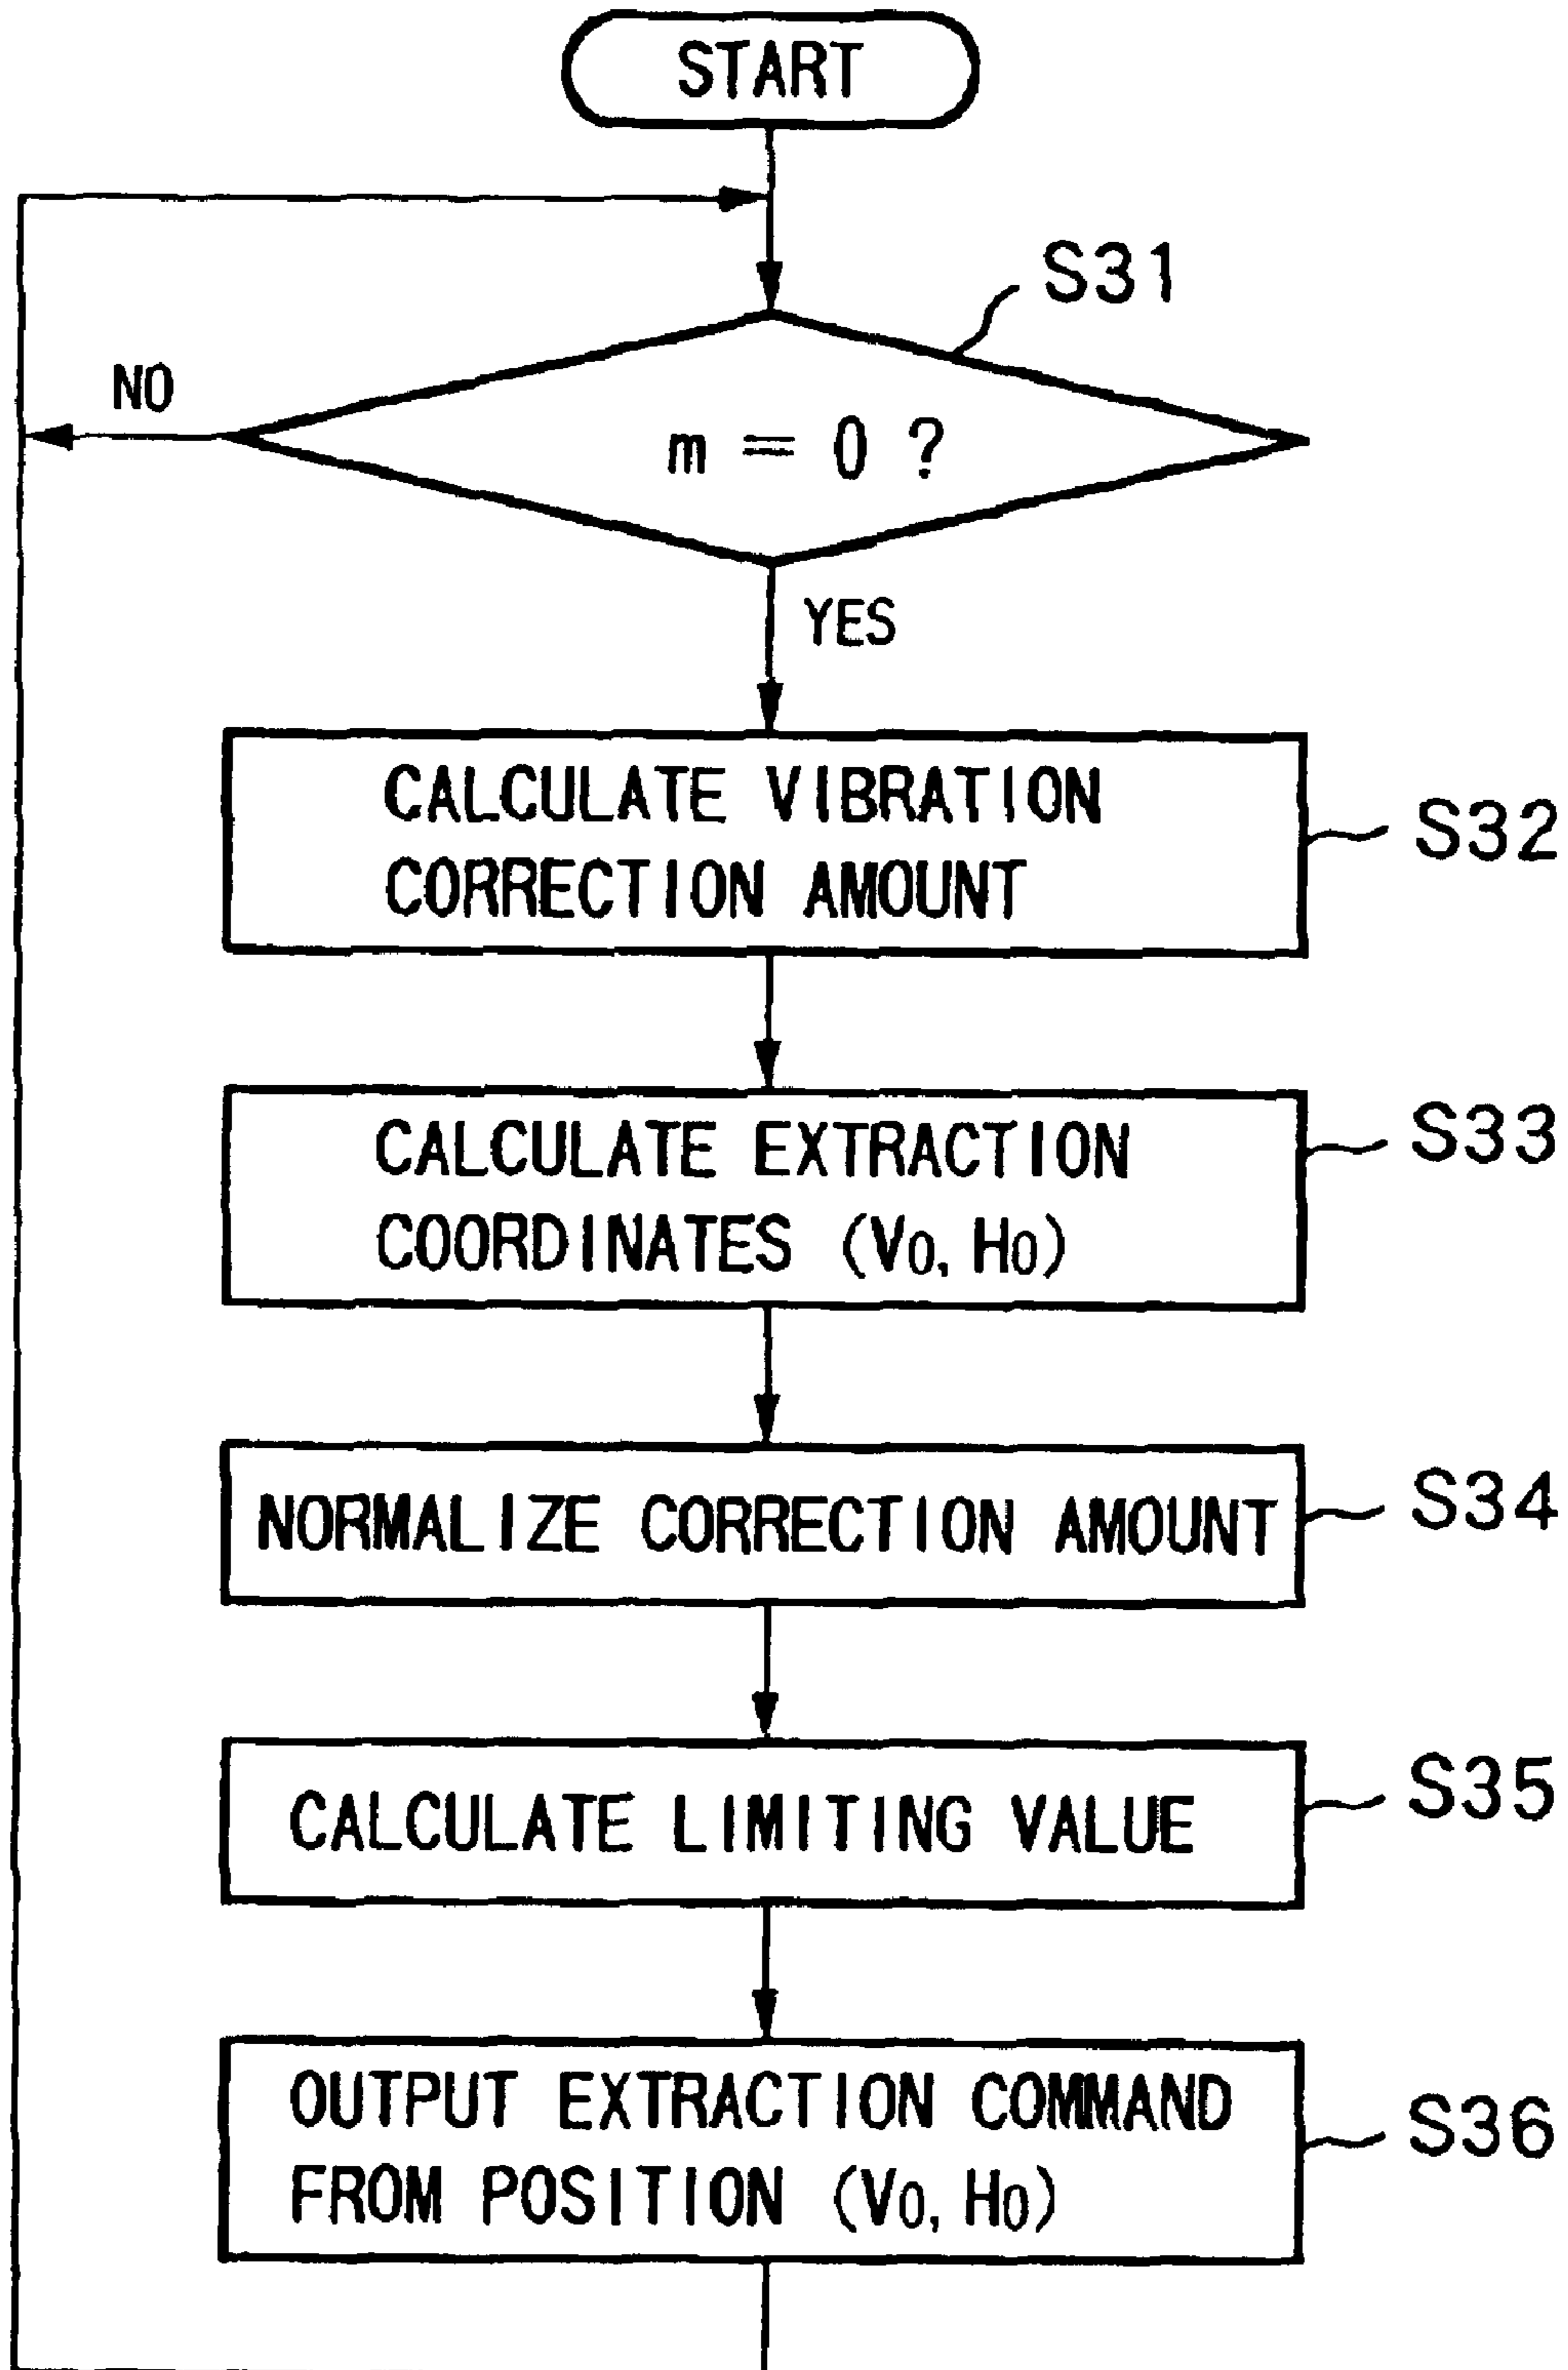 START
S31
NO
m = 0 ?
YES
CALCULATE VIBRATION
CORRECTION AMOUNT
S32
CALCULATE EXTRACTION
COORDINATES (V0, H0)
S33
NORMALIZE CORRECTION AMOUNT
S34
CALCULATE LIMITING VALUE
S35
OUTPUT EXTRACTION COMMAND
FROM POSITION (V0, H0)
S36